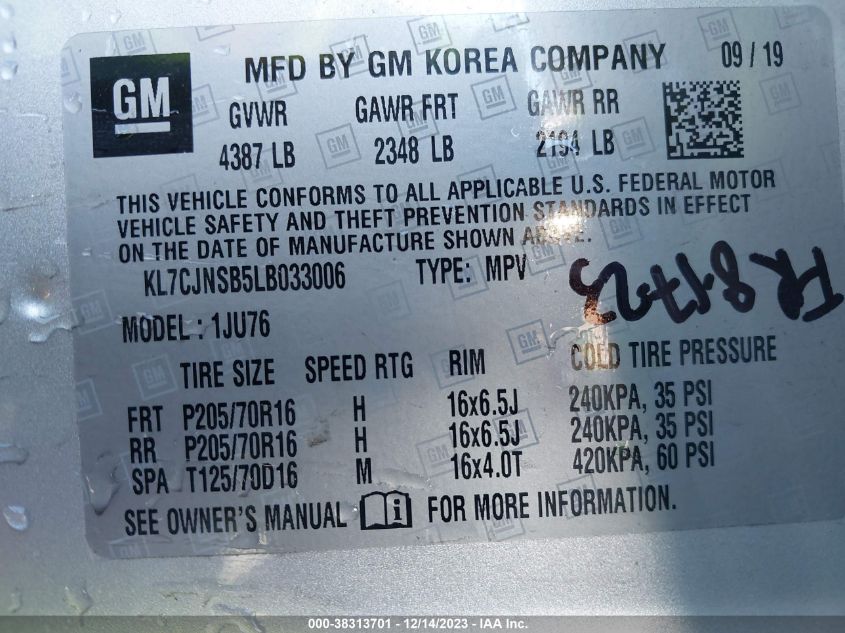 GM
MFD BY GM KOREA COMPANY 09 / 19
GVWR GAWR FRT GAWR RR
4387 LB 2348 LB 2194 LB
THIS VEHICLE CONFORMS TO ALL APPLICABLE U.S. FEDERAL MOTOR
VEHICLE SAFETY AND THEFT PREVENTION STANDARDS IN EFFECT
ON THE DATE OF MANUFACTURE SHOWN ABOVE.
KL7CJNSB5LB033006 TYPE: MPV
FR 8-17-23
MODEL : 1JU76
TIRE SIZE SPEED RTG RIM COLD TIRE PRESSURE
FRT P205/70R16 H 16x6.5J 240KPA, 35 PSI
RR P205/70R16 H 16x6.5J 240KPA, 35 PSI
SPA T125/70D16 M 16x4.0T 420KPA, 60 PSI
SEE OWNER'S MANUAL i FOR MORE INFORMATION.
000-38313701 - 12/14/2023 - IAA Inc.